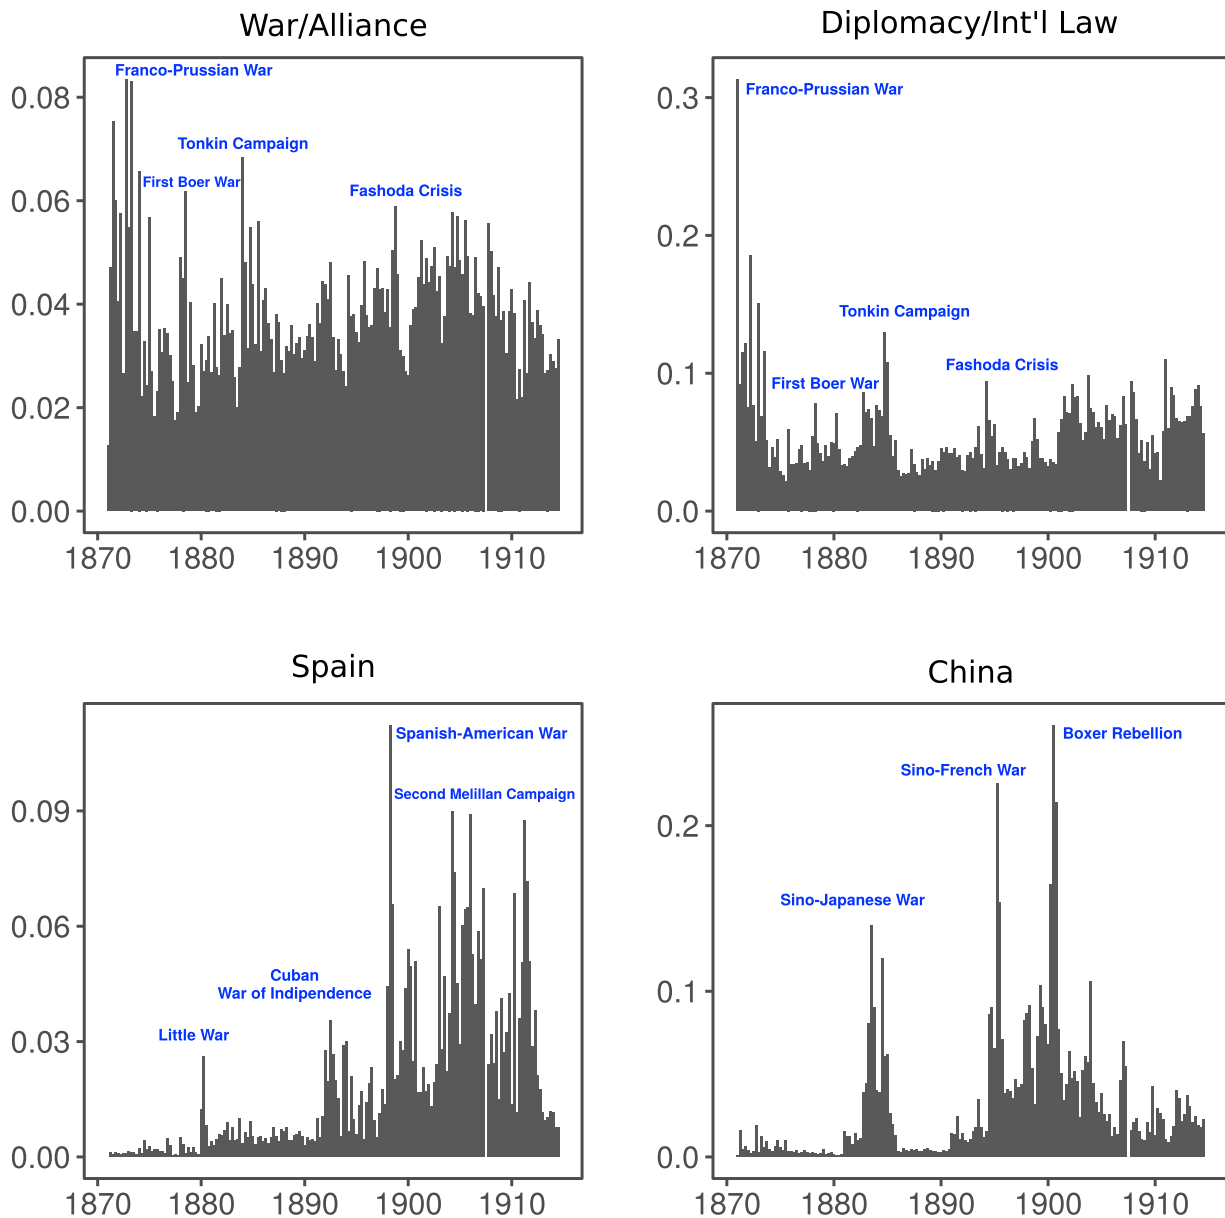 War/Alliance
Franco-Prussian War
Tonkin Campaign
First Boer War
Fashoda Crisis
0.08
0.06
0.04
0.02
0.00
1870 1880 1890 1900 1910
Diplomacy/Int'l Law
Franco-Prussian War
Tonkin Campaign
Fashoda Crisis
First Boer War
0.3
0.2
0.1
0.0
1870 1880 1890 1900 1910
Spain
Spanish-American War
Second Melillan Campaign
Cuban
War of Indipendence
Little War
0.09
0.06
0.03
0.00
1870 1880 1890 1900 1910
China
Boxer Rebellion
Sino-French War
Sino-Japanese War
0.2
0.1
0.0
1870 1880 1890 1900 1910